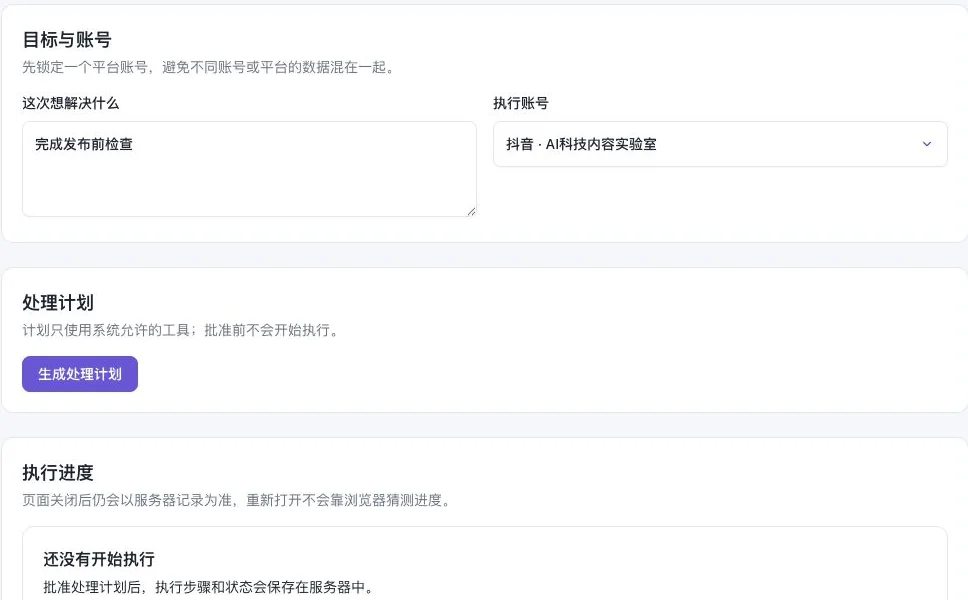 目标与账号
先锁定一个平台账号，避免不同账号或平台的数据混在一起。
这次想解决什么
执行账号
完成发布前检查
抖音 · AI科技内容实验室
处理计划
计划只使用系统允许的工具；批准前不会开始执行。
生成处理计划
执行进度
页面关闭后仍会以服务器记录为准，重新打开不会靠浏览器猜测进度。
还没有开始执行
批准处理计划后，执行步骤和状态会保存在服务器中。